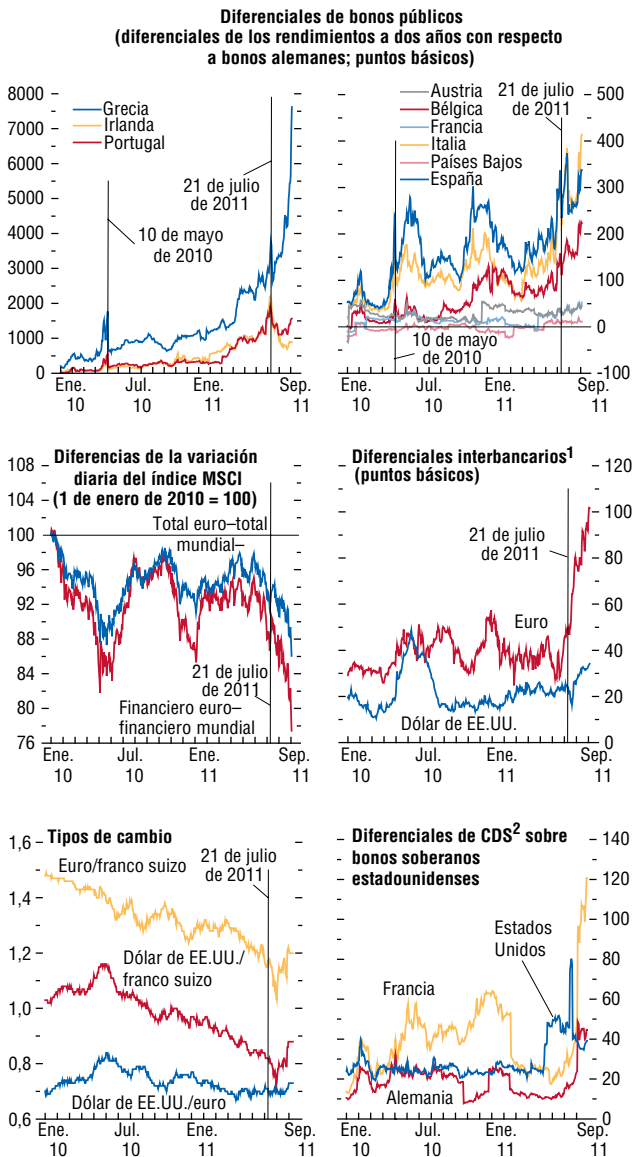 Diferenciales de bonos públicos
(diferenciales de los rendimientos a dos años con respecto
a bonos alemanes; puntos básicos)
8000
7000
6000
5000
4000
3000
2000
1000
0
Grecia
Irlanda
Portugal
21 de julio
de 2011
10 de mayo
de 2010
Ene.
10
Jul.
10
Ene.
11
Sep.
11
Austria
Bélgica
Francia
Italia
Países Bajos
España
21 de julio
de 2011
10 de mayo
de 2010
500
400
300
200
100
0
-100
Ene.
10
Jul.
10
Ene.
11
Sep.
11
Diferencias de la variación
diaria del índice MSCI
(1 de enero de 2010 = 100)
108
104
100
96
92
88
84
80
76
Total euro–total
mundial–
21 de julio
de 2011
Financiero euro–
financiero mundial
Ene.
10
Jul.
10
Ene.
11
Sep.
11
Diferenciales interbancarios1
(puntos básicos)
120
100
80
60
40
20
0
21 de julio
de 2011
Euro
Dólar de EE.UU.
Ene.
10
Jul.
10
Ene.
11
Sep.
11
Tipos de cambio
1,6
1,4
1,2
1,0
0,8
0,6
Euro/franco suizo
21 de julio
de 2011
Dólar de EE.UU./
franco suizo
Dólar de EE.UU./euro
Ene.
10
Jul.
10
Ene.
11
Sep.
11
Diferenciales de CDS2 sobre
bonos soberanos
estadounidenses
140
120
100
80
60
40
20
0
Estados
Unidos
Francia
Alemania
Ene.
10
Jul.
10
Ene.
11
Sep.
11